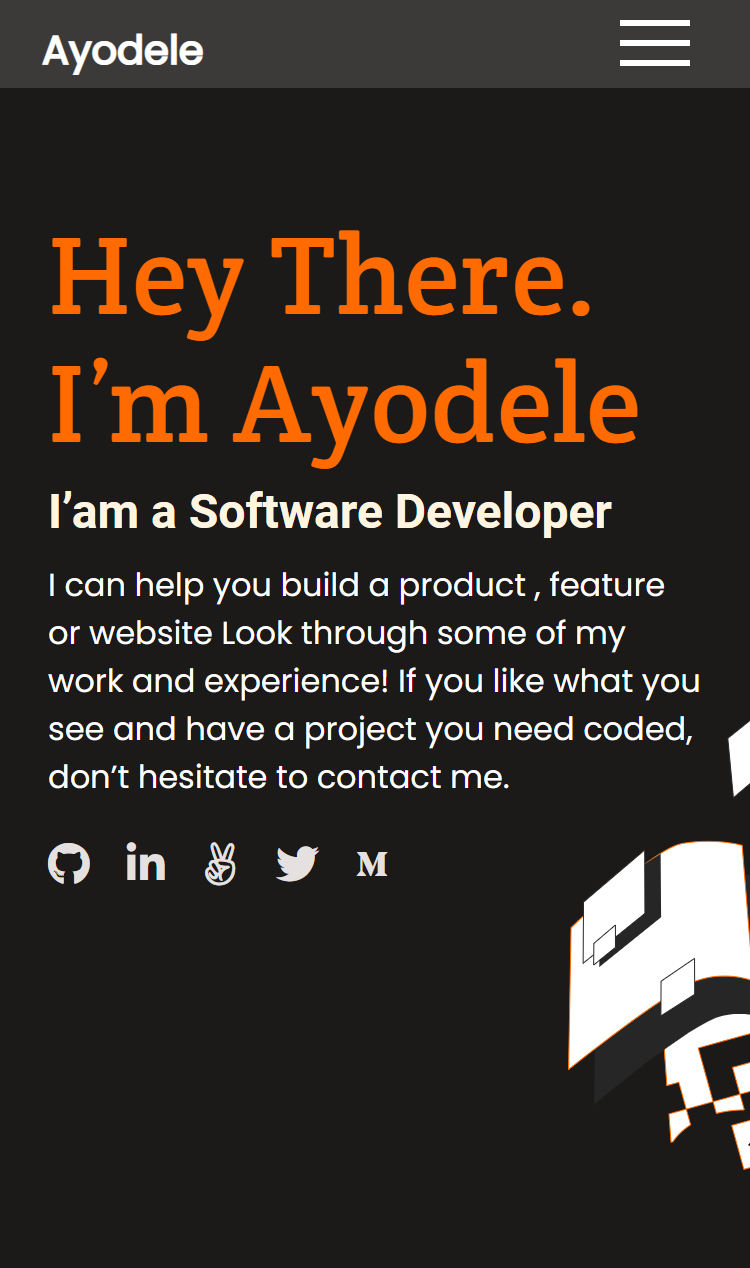 Ayodele
Hey There.
I’m Ayodele
I’am a Software Developer
I can help you build a product , feature
or website Look through some of my
work and experience! If you like what you
see and have a project you need coded,
don’t hesitate to contact me.